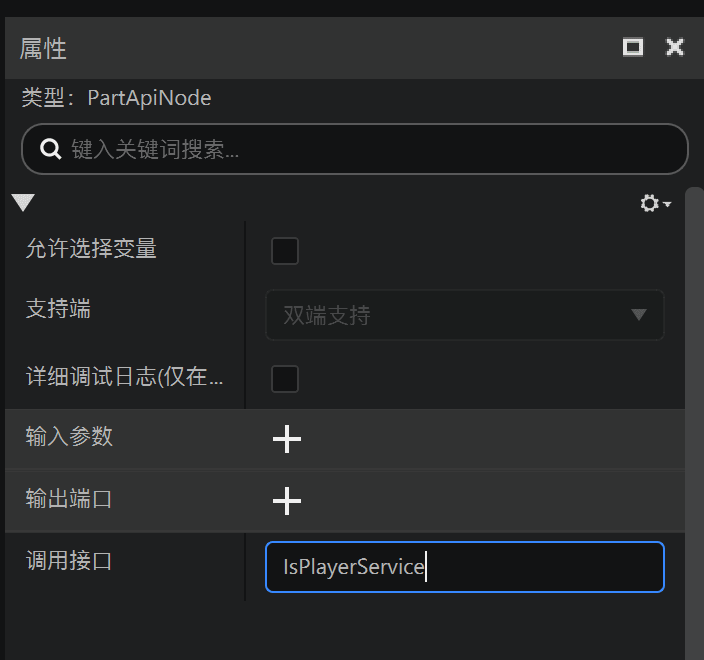 属性
类型：PartApiNode
键入关键词搜索...
允许选择变量
支持端
双端支持
详细调试日志(仅在...
输入参数
输出端口
调用接口
IsPlayerService